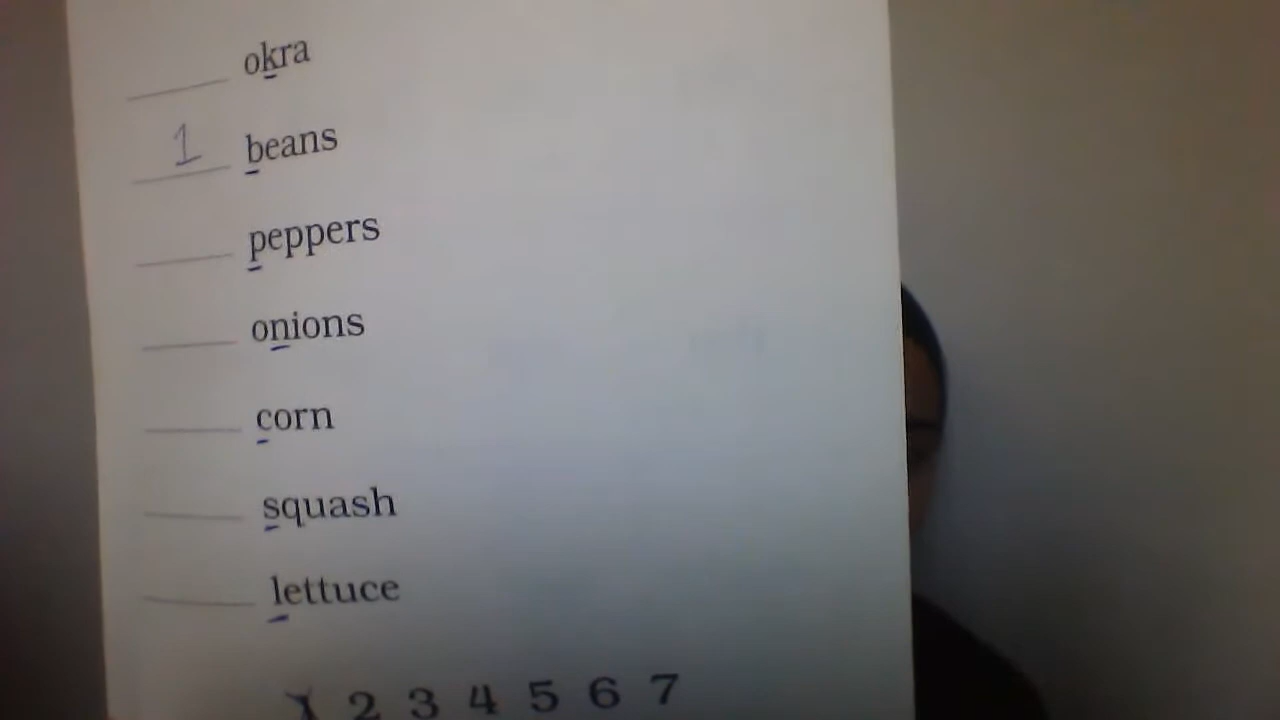 okra
1 beans
peppers
onions
corn
squash
lettuce
1 2 3 4 5 6 7